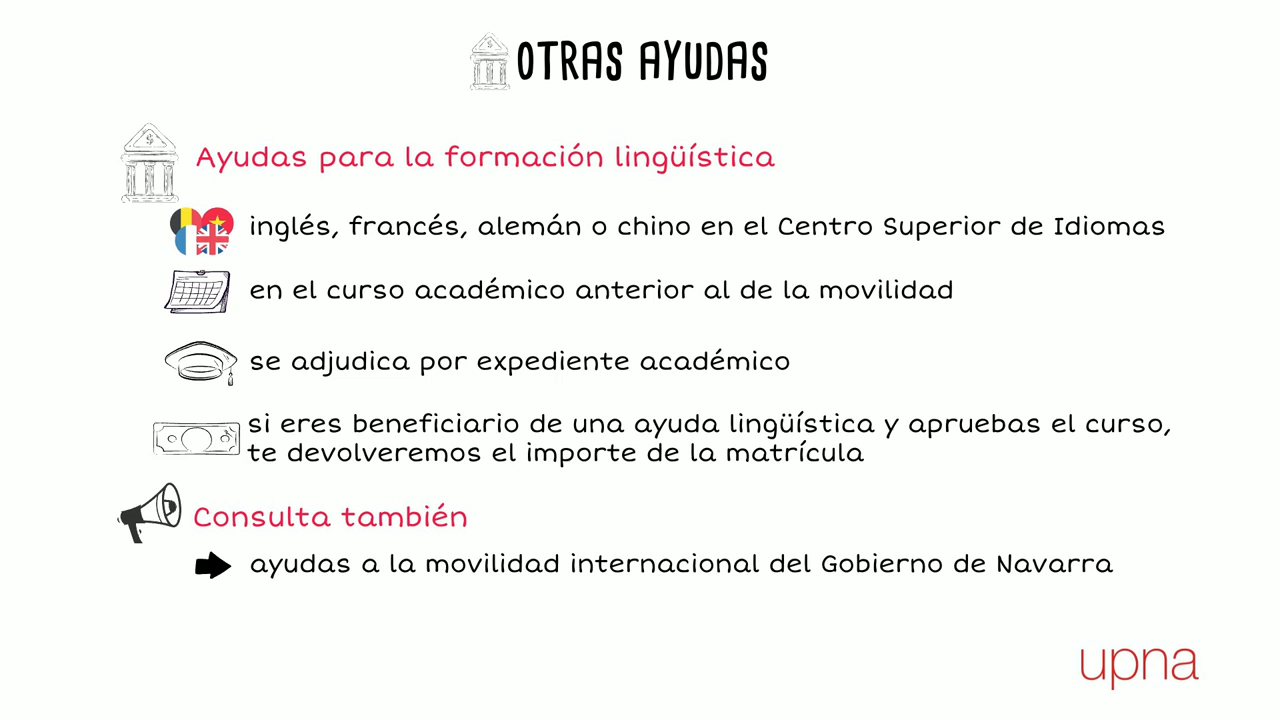 OTRAS AYUDAS
Ayudas para la formación lingüística
inglés, francés, alemán o chino en el Centro Superior de Idiomas
en el curso académico anterior al de la movilidad
se adjudica por expediente académico
si eres beneficiario de una ayuda lingüística y apruebas el curso,
te devolveremos el importe de la matrícula
Consulta también
ayudas a la movilidad internacional del Gobierno de Navarra
upna